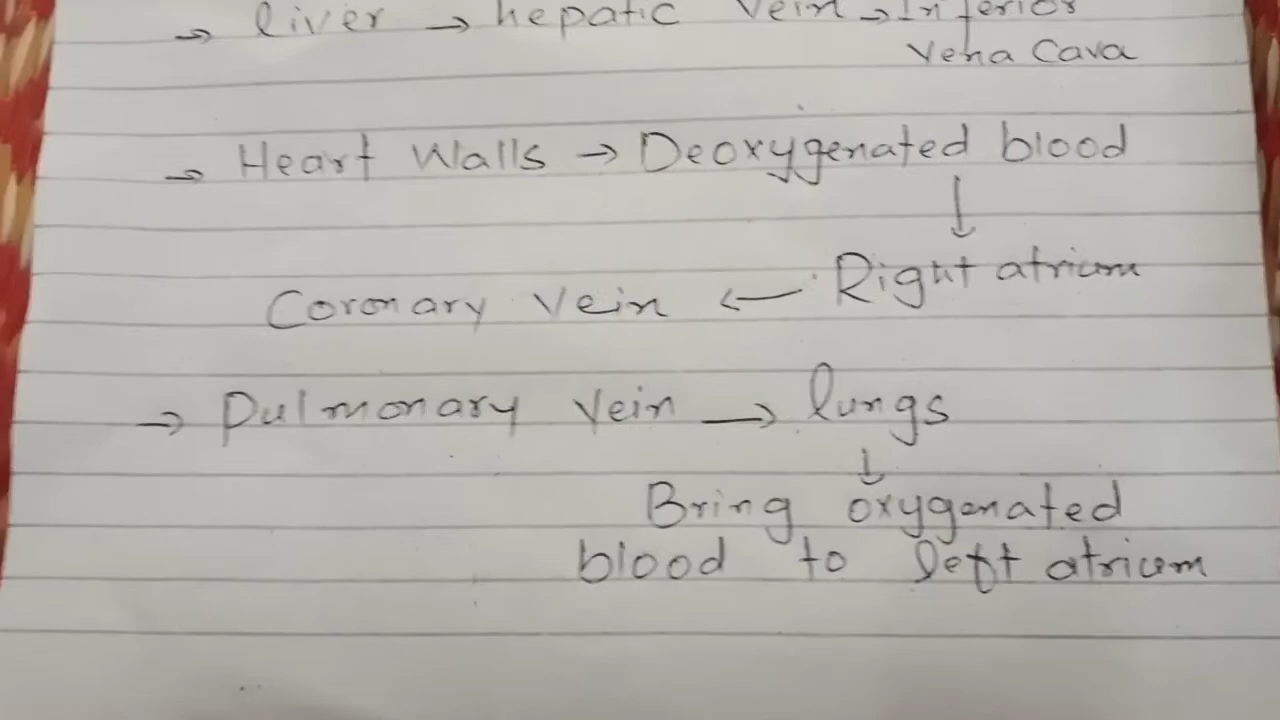 → liver → hepatic vein → Inferior
Vena Cava
→ Heart Walls → Deoxygenated blood
↓
Coronary Vein ← Right atrium
→ Pulmonary Vein → lungs
↓
Bring oxygenated
blood to left atrium